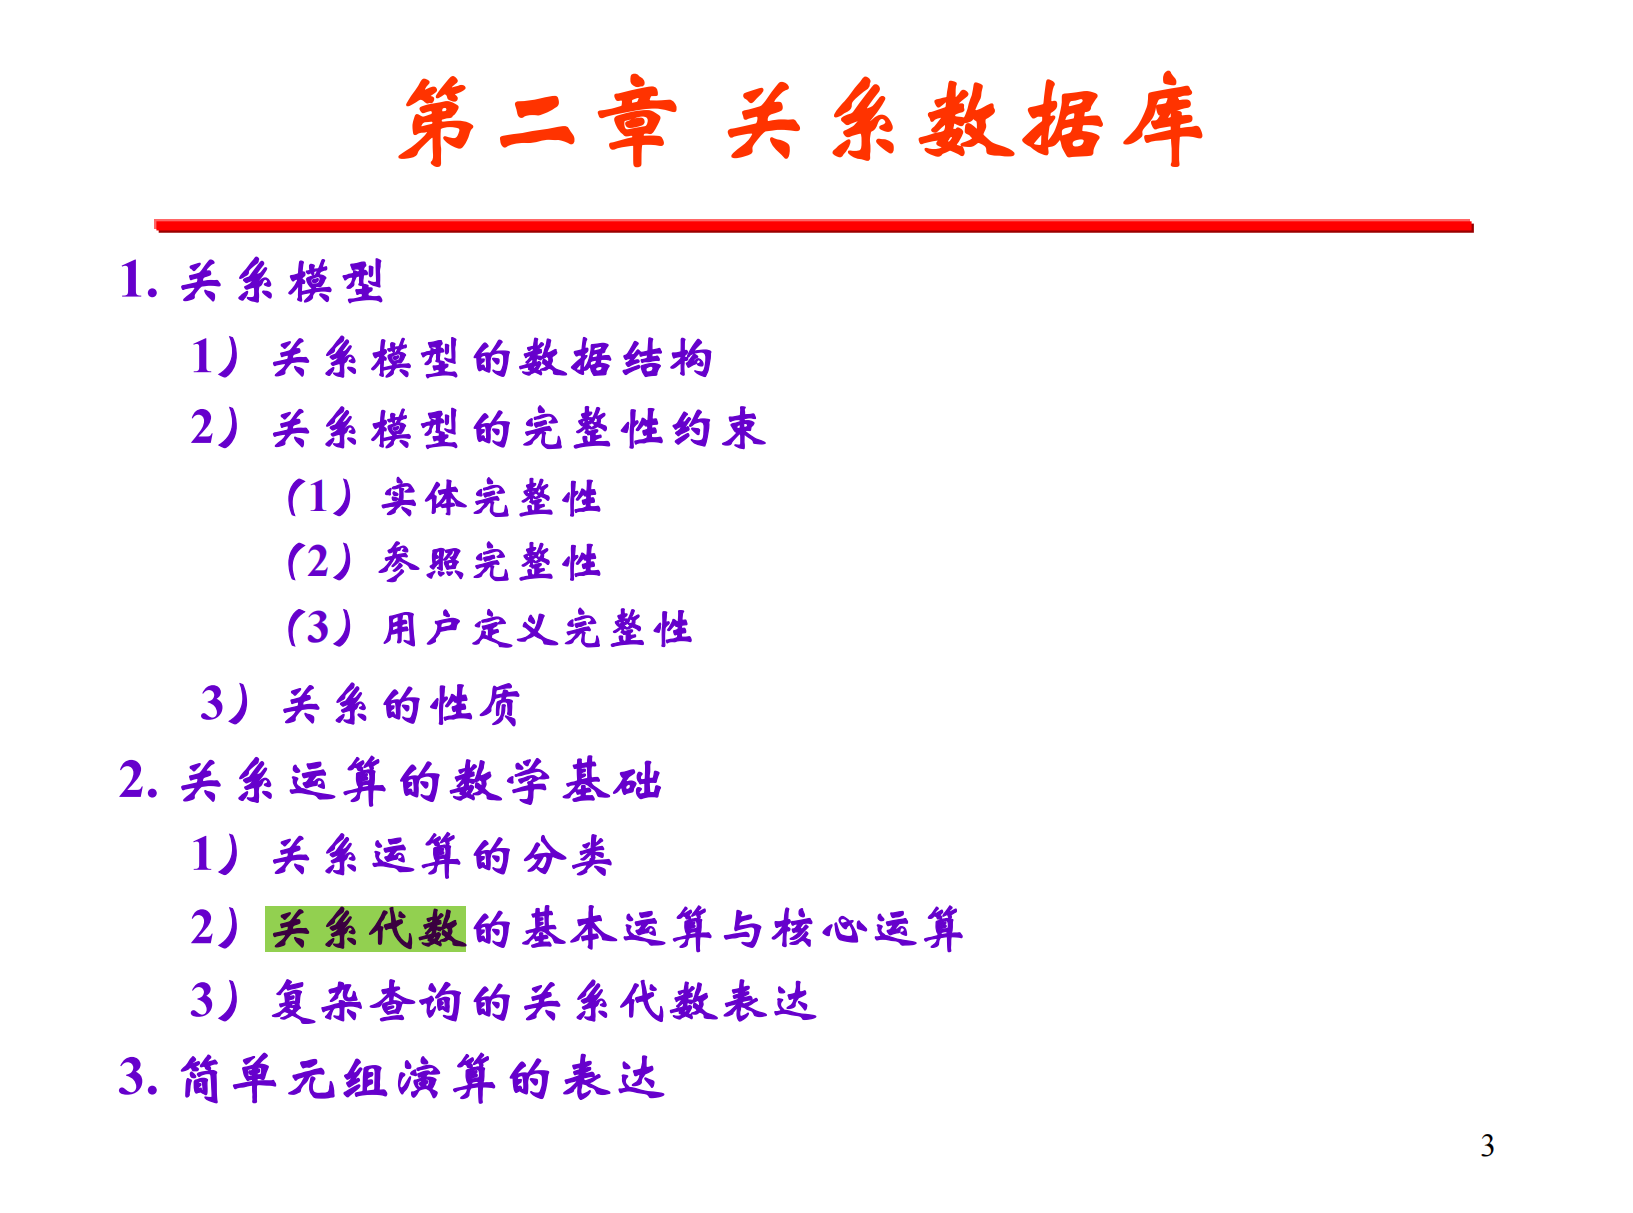 第二章 关系数据库
1. 关系模型
1）关系模型的数据结构
2）关系模型的完整性约束
（1）实体完整性
（2）参照完整性
（3）用户定义完整性
3）关系的性质
2. 关系运算的数学基础
1）关系运算的分类
2）关系代数的基本运算与核心运算
3）复杂查询的关系代数表达
3. 简单元组演算的表达
3